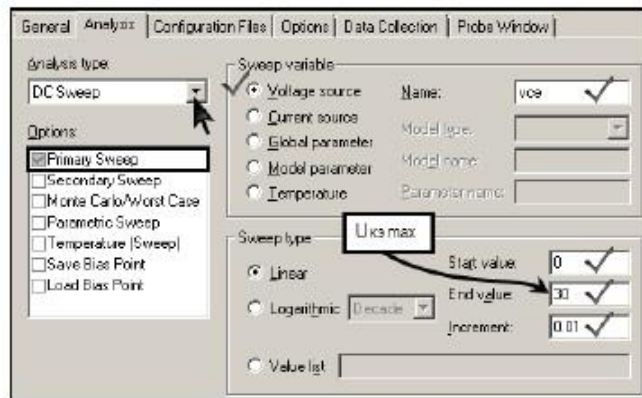 General Analysis Configuration Files Options Data Collection Probe Window
Analysis type:
DC Sweep
Options:
Primary Sweep
Secondary Sweep
Monte Carlo/Worst Case
Parametric Sweep
Temperature (Sweep)
Save Bias Point
Load Bias Point
Sweep variable
Voltage source
Current source
Global parameter
Model parameter
Temperature
Name: vce
Model type:
Model name:
Parameter name:
Sweep type
Uкэ max
Linear
Logarithmic Decade
Value list
Start value: 0
End value: 30
Increment: 0.01